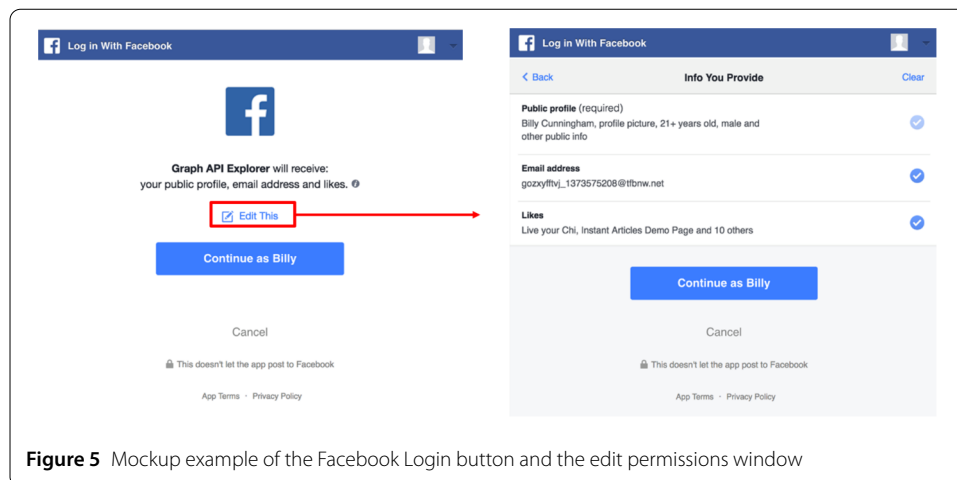 Log in With Facebook
Graph API Explorer will receive:
your public profile, email address and likes.
Edit This
Continue as Billy
Cancel
This doesn't let the app post to Facebook
App Terms · Privacy Policy
Log in With Facebook
Back
Info You Provide
Clear
Public profile (required)
Billy Cunningham, profile picture, 21+ years old, male and
other public info
Email address
gozxyfftvj_1373575208@tfbnw.net
Likes
Live your Chi, Instant Articles Demo Page and 10 others
Continue as Billy
Cancel
This doesn't let the app post to Facebook
App Terms · Privacy Policy
Figure 5 Mockup example of the Facebook Login button and the edit permissions window